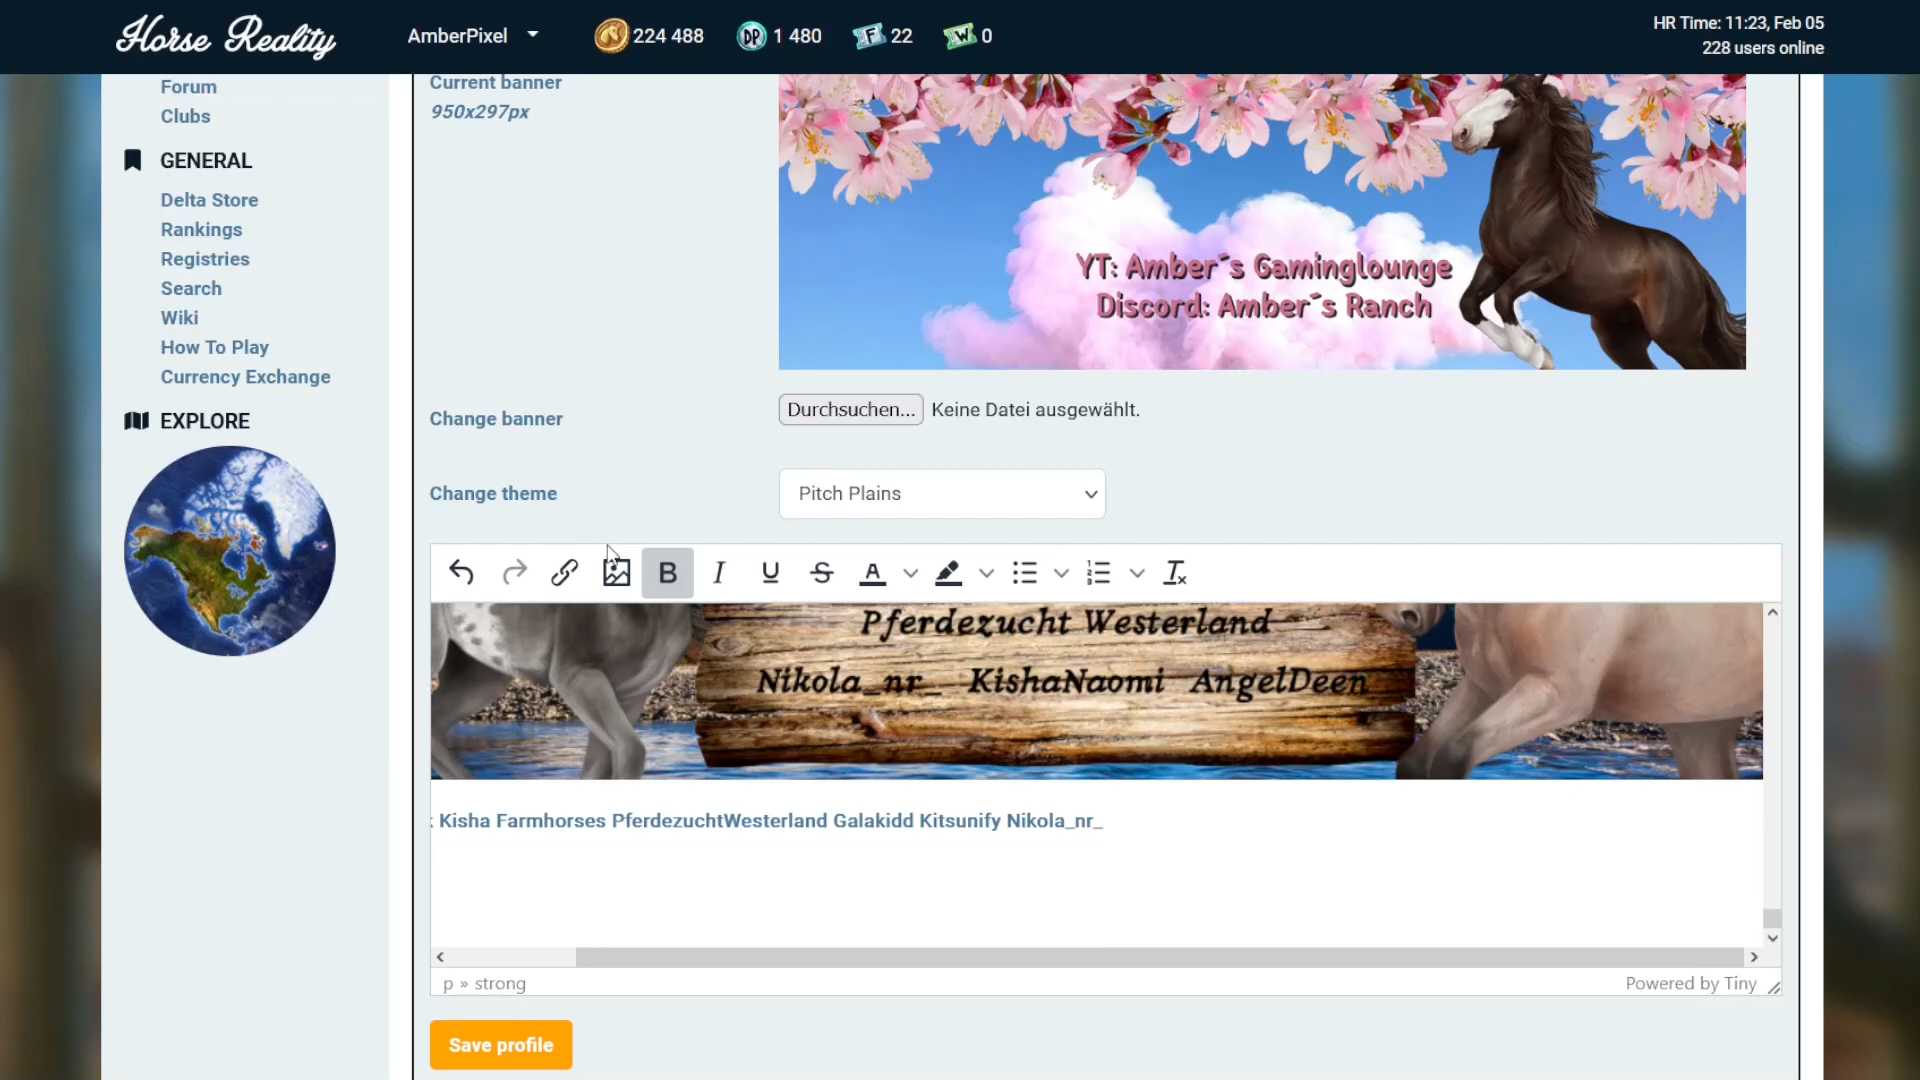 Horse Reality
AmberPixel
224 488
DP
1 480
F
22
W
0
HR Time: 11:23, Feb 05
228 users online
Forum
Clubs
GENERAL
Delta Store
Rankings
Registries
Search
Wiki
How To Play
Currency Exchange
EXPLORE
Current banner
950x297px
YT: Amber´s Gaminglounge
Discord: Amber´s Ranch
Change banner
Durchsuchen... Keine Datei ausgewählt.
Change theme
Pitch Plains
Pferdezucht Westerland
Nikola_nr_ KishaNaomi AngelDeen
Kisha Farmhorses PferdezuchtWesterland Galakidd Kitsunify Nikola_nr_
p » strong
Powered by Tiny
Save profile